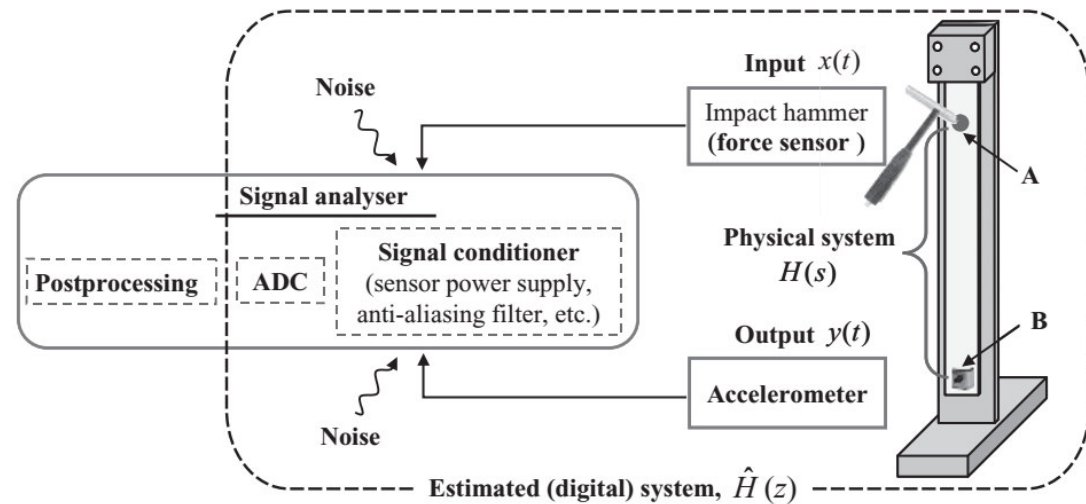 Noise
Input x(t)
Impact hammer
(force sensor )
A
Signal analyser
Physical system
H(s)
Postprocessing
ADC
Signal conditioner
(sensor power supply,
anti-aliasing filter, etc.)
Output y(t)
B
Accelerometer
Noise
Estimated (digital) system, Ĥ (z)